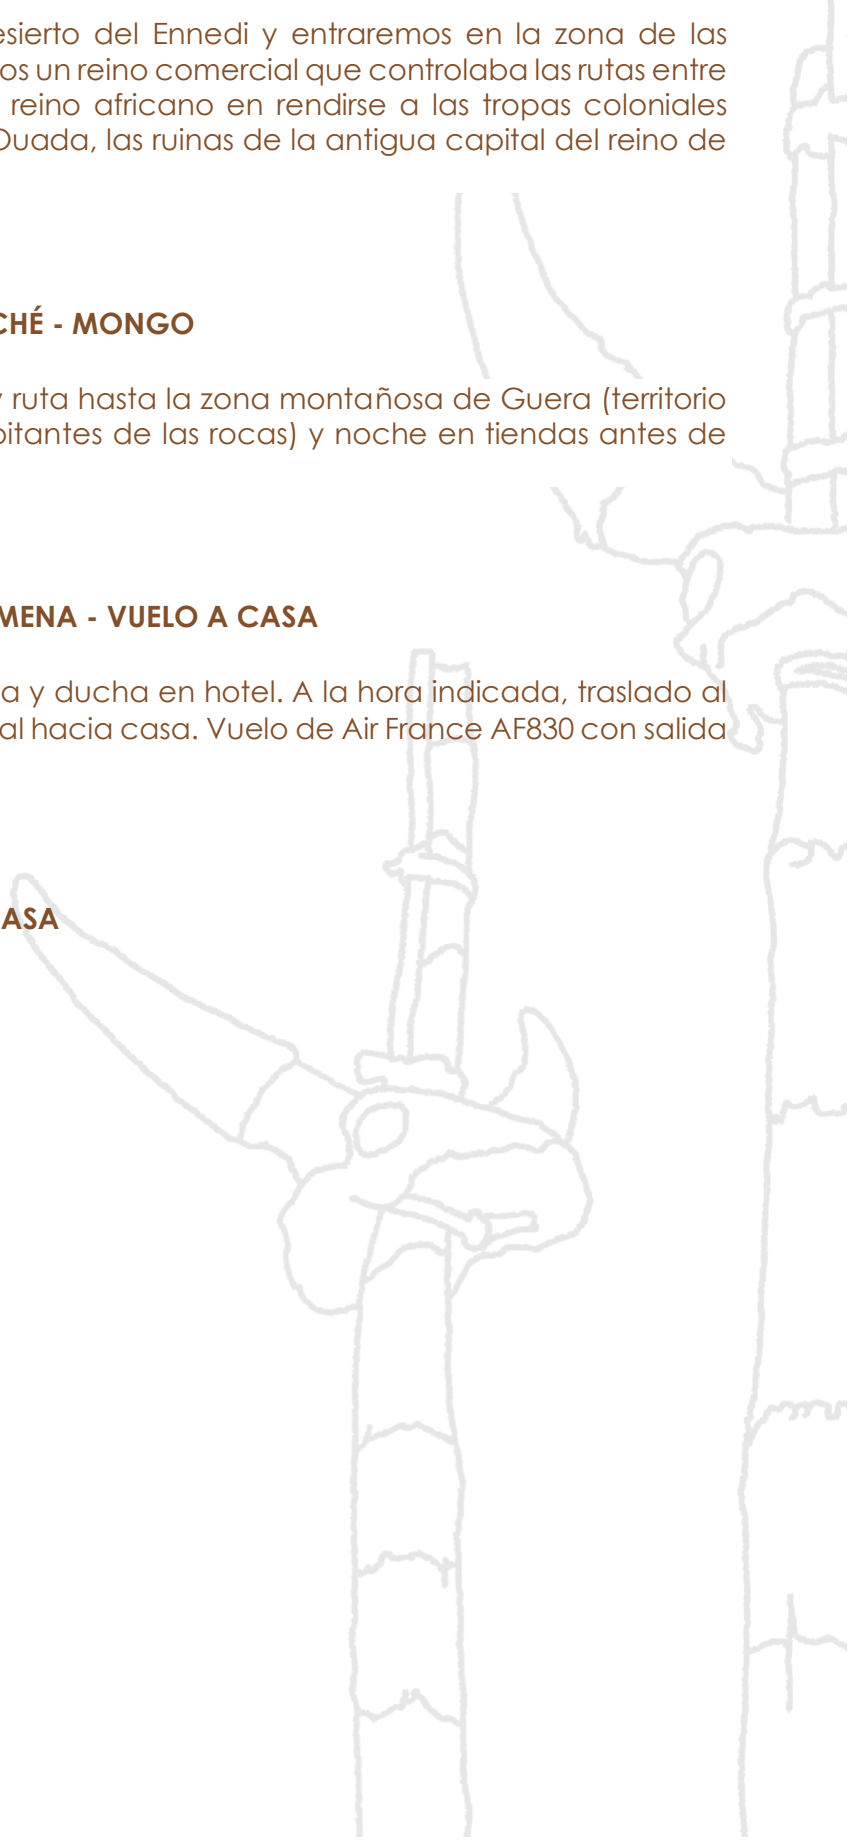 esierto del Ennedi y entraremos en la zona de las
os un reino comercial que controlaba las rutas entre
reino africano en rendirse a las tropas coloniales
Ouada, las ruinas de la antigua capital del reino de
CHÉ - MONGO
y ruta hasta la zona montañosa de Guera (territorio
bitantes de las rocas) y noche en tiendas antes de
MENA - VUELO A CASA
a y ducha en hotel. A la hora indicada, traslado al
al hacia casa. Vuelo de Air France AF830 con salida
ASA